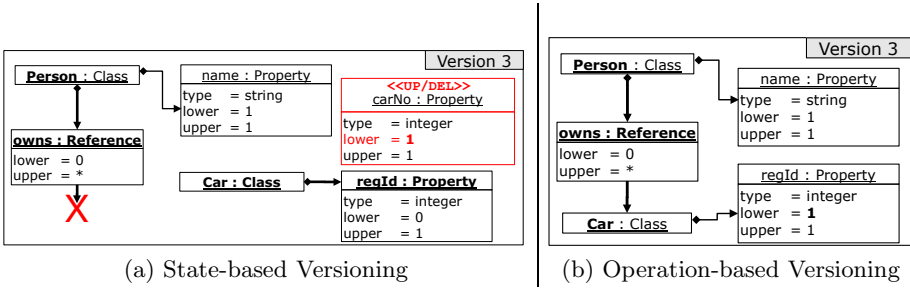 Version 3
Person : Class
name : Property
type = string
lower = 1
upper = 1
<<UP/DEL>>
carNo : Property
type = integer
lower = 1
upper = 1
owns : Reference
lower = 0
upper = *
X
Car : Class
regId : Property
type = integer
lower = 0
upper = 1
(a) State-based Versioning
Version 3
Person : Class
name : Property
type = string
lower = 1
upper = 1
owns : Reference
lower = 0
upper = *
regId : Property
type = integer
lower = 1
upper = 1
Car : Class
(b) Operation-based Versioning